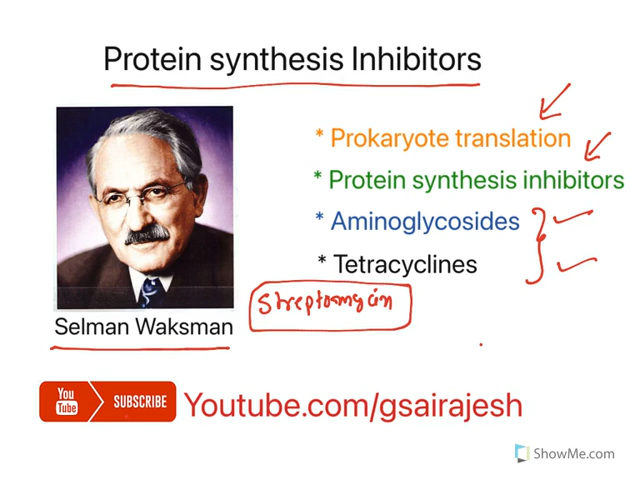 Protein synthesis Inhibitors
* Prokaryote translation
* Protein synthesis inhibitors
* Aminoglycosides
* Tetracyclines
Streptomycin
Selman Waksman
You
Tube
SUBSCRIBE
Youtube.com/gsairajesh
ShowMe.com